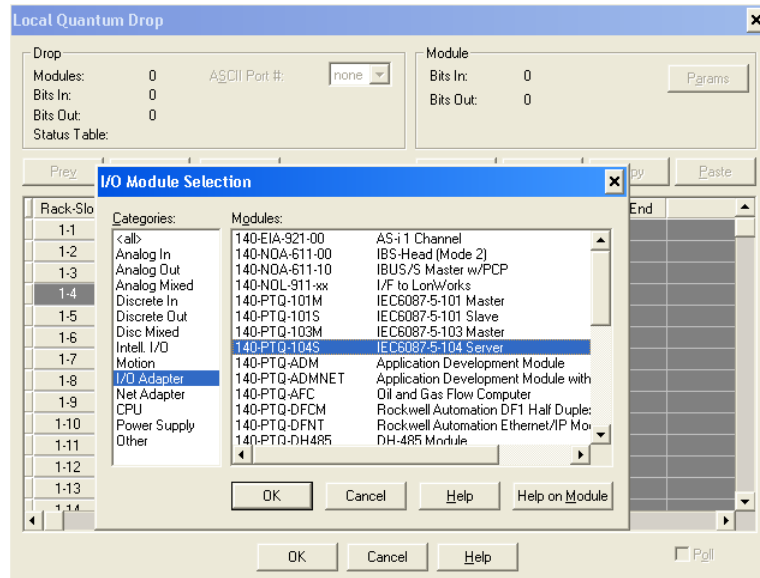 Local Quantum Drop
Drop
Modules: 0 ASCII Port #: none
Bits In: 0
Bits Out: 0
Status Table:
Module
Bits In: 0
Bits Out: 0
Params
Prev
Paste
I/O Module Selection
Rack-Slo
End
1-1
1-2
1-3
1-4
1-5
1-6
1-7
1-8
1-9
1-10
1-11
1-12
1-13
1-14
Categories:
<all>
Analog In
Analog Out
Analog Mixed
Discrete In
Discrete Out
Disc Mixed
Intell. I/O
Motion
I/O Adapter
Net Adapter
CPU
Power Supply
Other
Modules:
140-EIA-921-00 AS-i 1 Channel
140-NOA-611-00 IBS-Head (Mode 2)
140-NOA-611-10 IBUS/S Master w/PCP
140-NOL-911-xx I/F to LonWorks
140-PTQ-101M IEC6087-5-101 Master
140-PTQ-101S IEC6087-5-101 Slave
140-PTQ-103M IEC6087-5-103 Master
140-PTQ-104S IEC6087-5-104 Server
140-PTQ-ADM Application Development Module
140-PTQ-ADMNET Application Development Module with
140-PTQ-AFC Oil and Gas Flow Computer
140-PTQ-DFCM Rockwell Automation DF1 Half Duple
140-PTQ-DFNT Rockwell Automation Ethernet/IP Mo
140-PTQ-DH485 DH-485 Module
OK Cancel Help Help on Module
OK Cancel Help
Poll